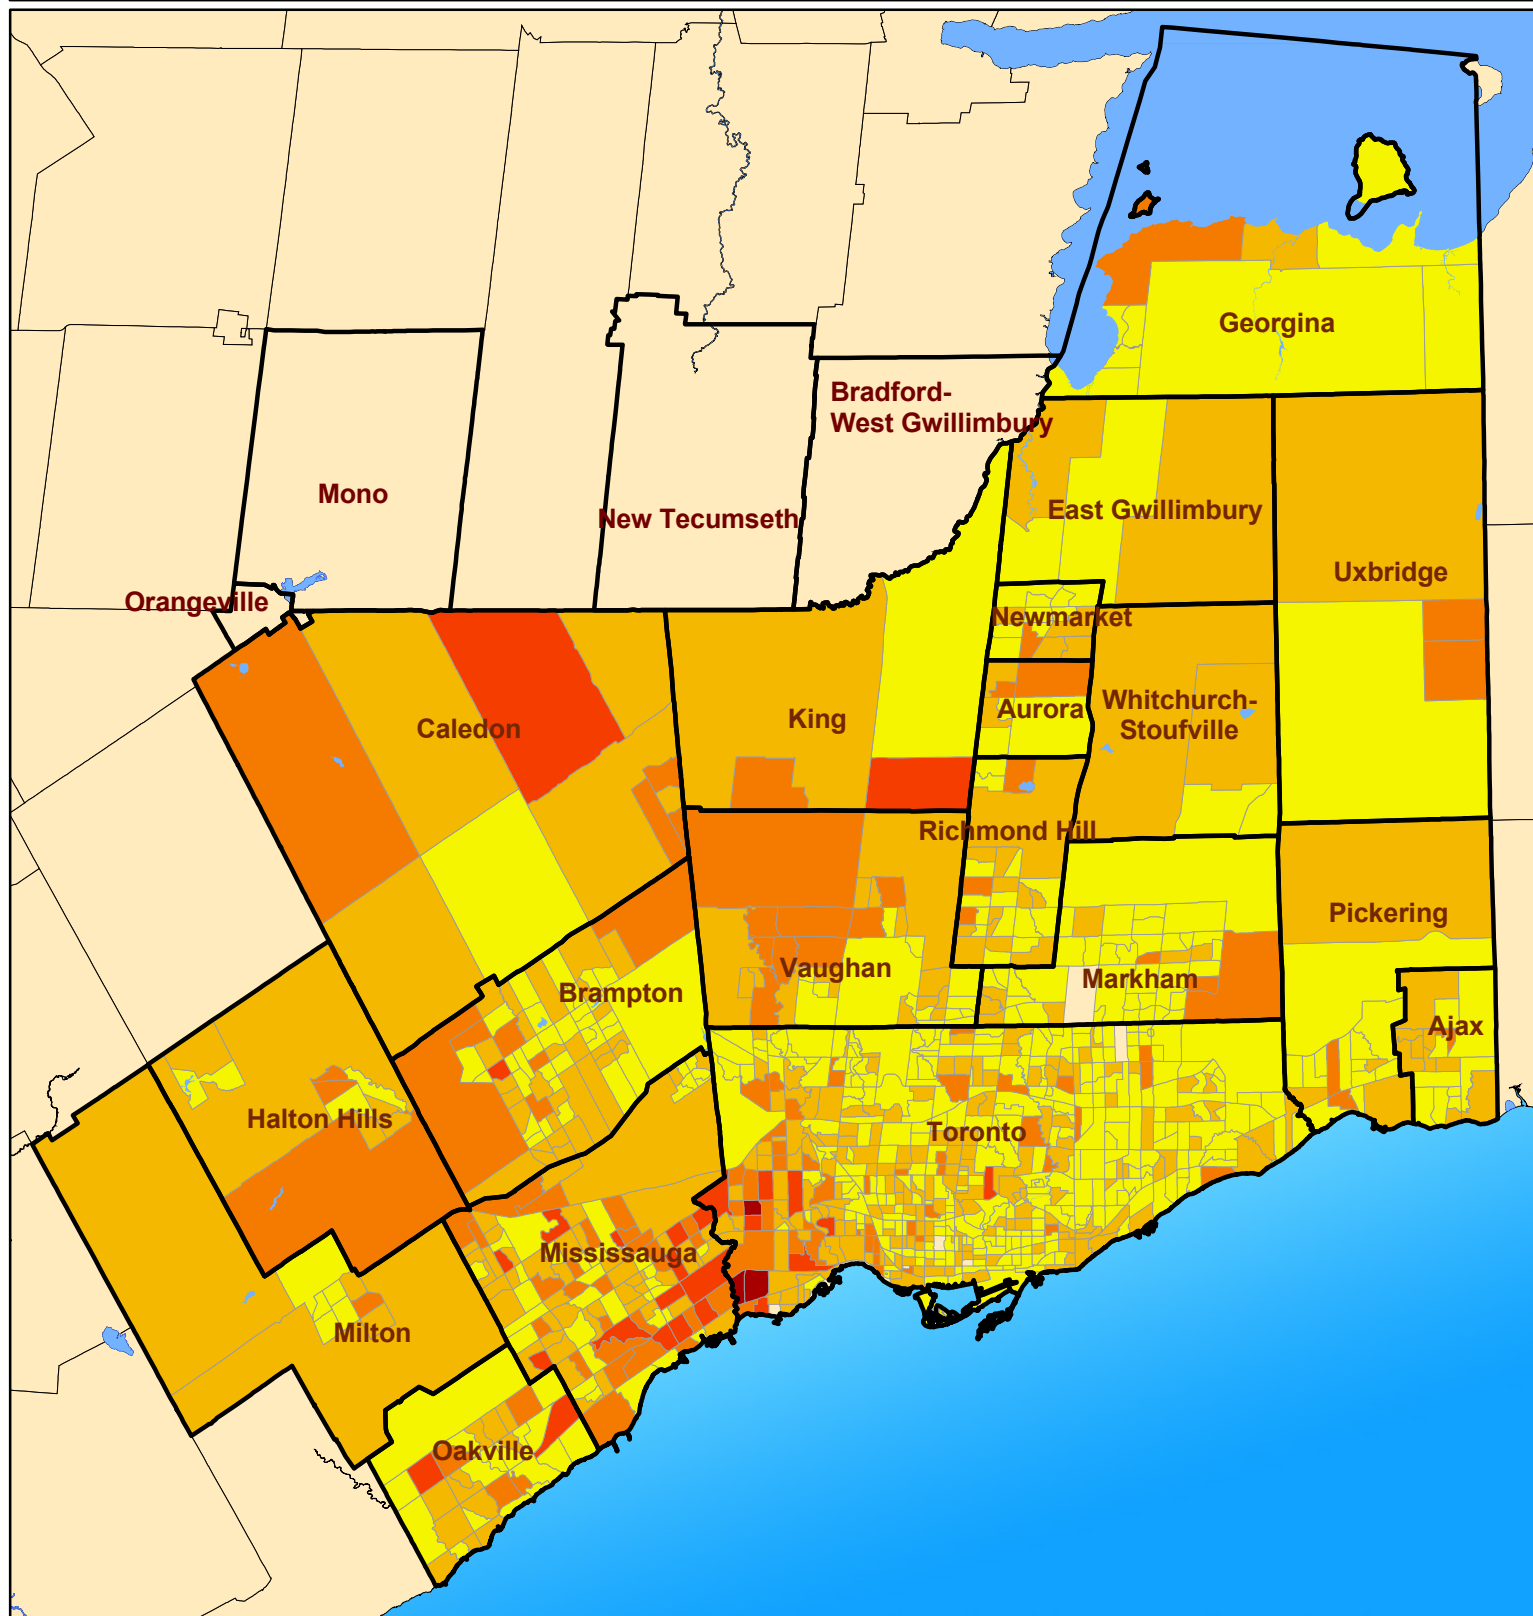 Georgina
Bradford-
West Gwillimbury
Mono
New Tecumseth
East Gwillimbury
Uxbridge
Orangeville
Newmarket
Caledon
King
Aurora
Whitchurch-
Stoufville
Richmond Hill
Pickering
Vaughan
Markham
Brampton
Ajax
Halton Hills
Toronto
Mississauga
Milton
Oakville